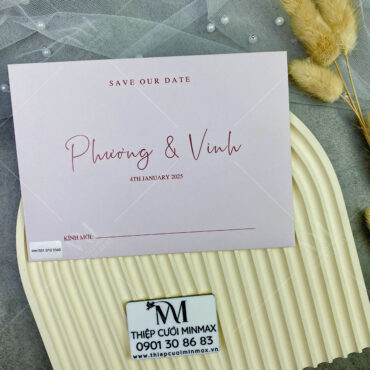 SAVE OUR DATE
Phương & Vinh
4TH JANUARY 2025
KÍNH MỜI:
THIỆP CƯỚI MINMAX
0901 30 86 83
www.thiepcuoiminmax.vn